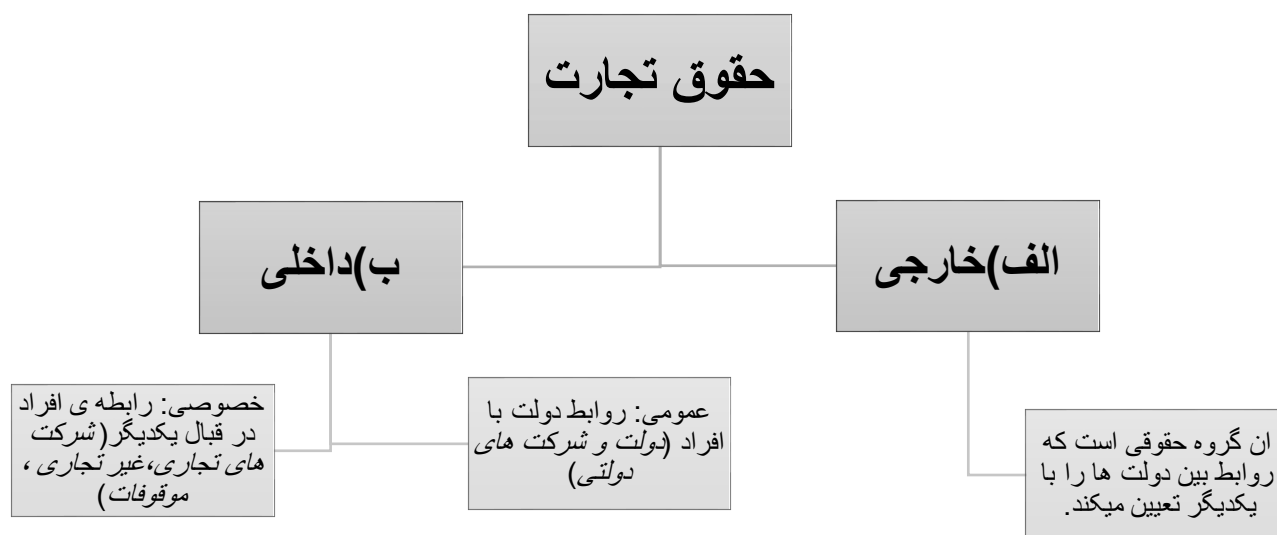 حقوق تجارت
الف)خارجی
ب)داخلی
ان گروه حقوقی است که
روابط بین دولت ها را با
یکدیگر تعیین میکند.
عمومی: روابط دولت با
افراد (دولت و شرکت های
دولتی)
خصوصی: رابطه ی افراد
در قبال یکدیگر(شرکت
های تجاری،غیر تجاری ،
موقوفات)